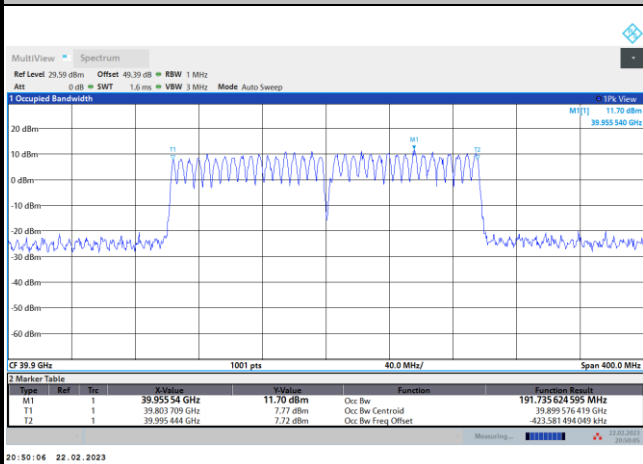 MultiView Spectrum
Ref Level 29.59 dBm Offset 49.39 dB RBW 1 MHz
Att 0 dB SWT 1.6 ms VBW 3 MHz Mode Auto Sweep
1 Occupied Bandwidth 1Pk View
M1[1] 11.70 dBm
39.955 540 GHz
20 dBm
M1
T1 T2
10 dBm
0 dBm
-10 dBm
-20 dBm
-30 dBm
-40 dBm
-50 dBm
-60 dBm
CF 39.9 GHz 1001 pts 40.0 MHz/ Span 400.0 MHz
2 Marker Table
Type Ref Trc X-Value Y-Value Function Function Result
M1 1 39.955 54 GHz 11.70 dBm Occ Bw 191.735 624 595 MHz
T1 1 39.803 709 GHz 7.77 dBm Occ Bw Centroid 39.899 576 419 GHz
T2 1 39.995 444 GHz 7.72 dBm Occ Bw Freq Offset -423.581 494 049 kHz
Measuring... 22.02.2023
20:50:05
20:50:06 22.02.2023